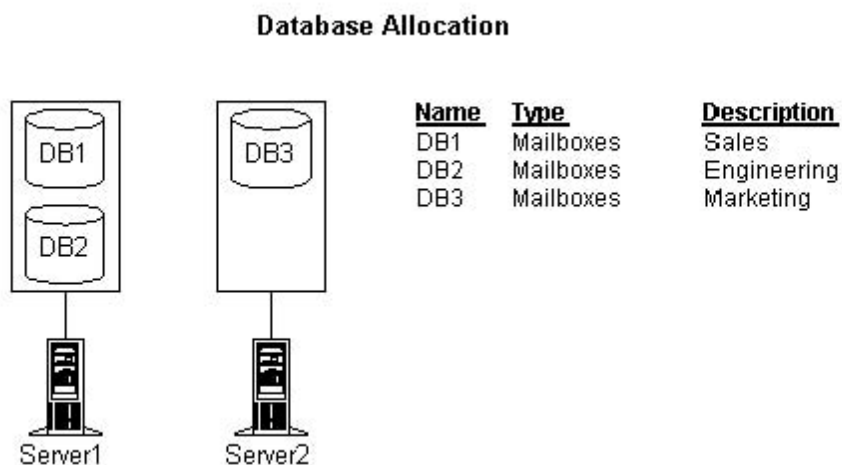 Database Allocation
DB1
DB2
Server1
DB3
Server2
Name Type Description
DB1 Mailboxes Sales
DB2 Mailboxes Engineering
DB3 Mailboxes Marketing